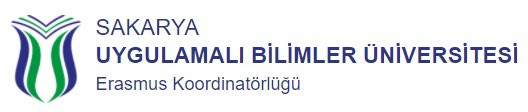 SAKARYA
UYGULAMALI BİLİMLER ÜNİVERSİTESİ
Erasmus Koordinatörlüğü